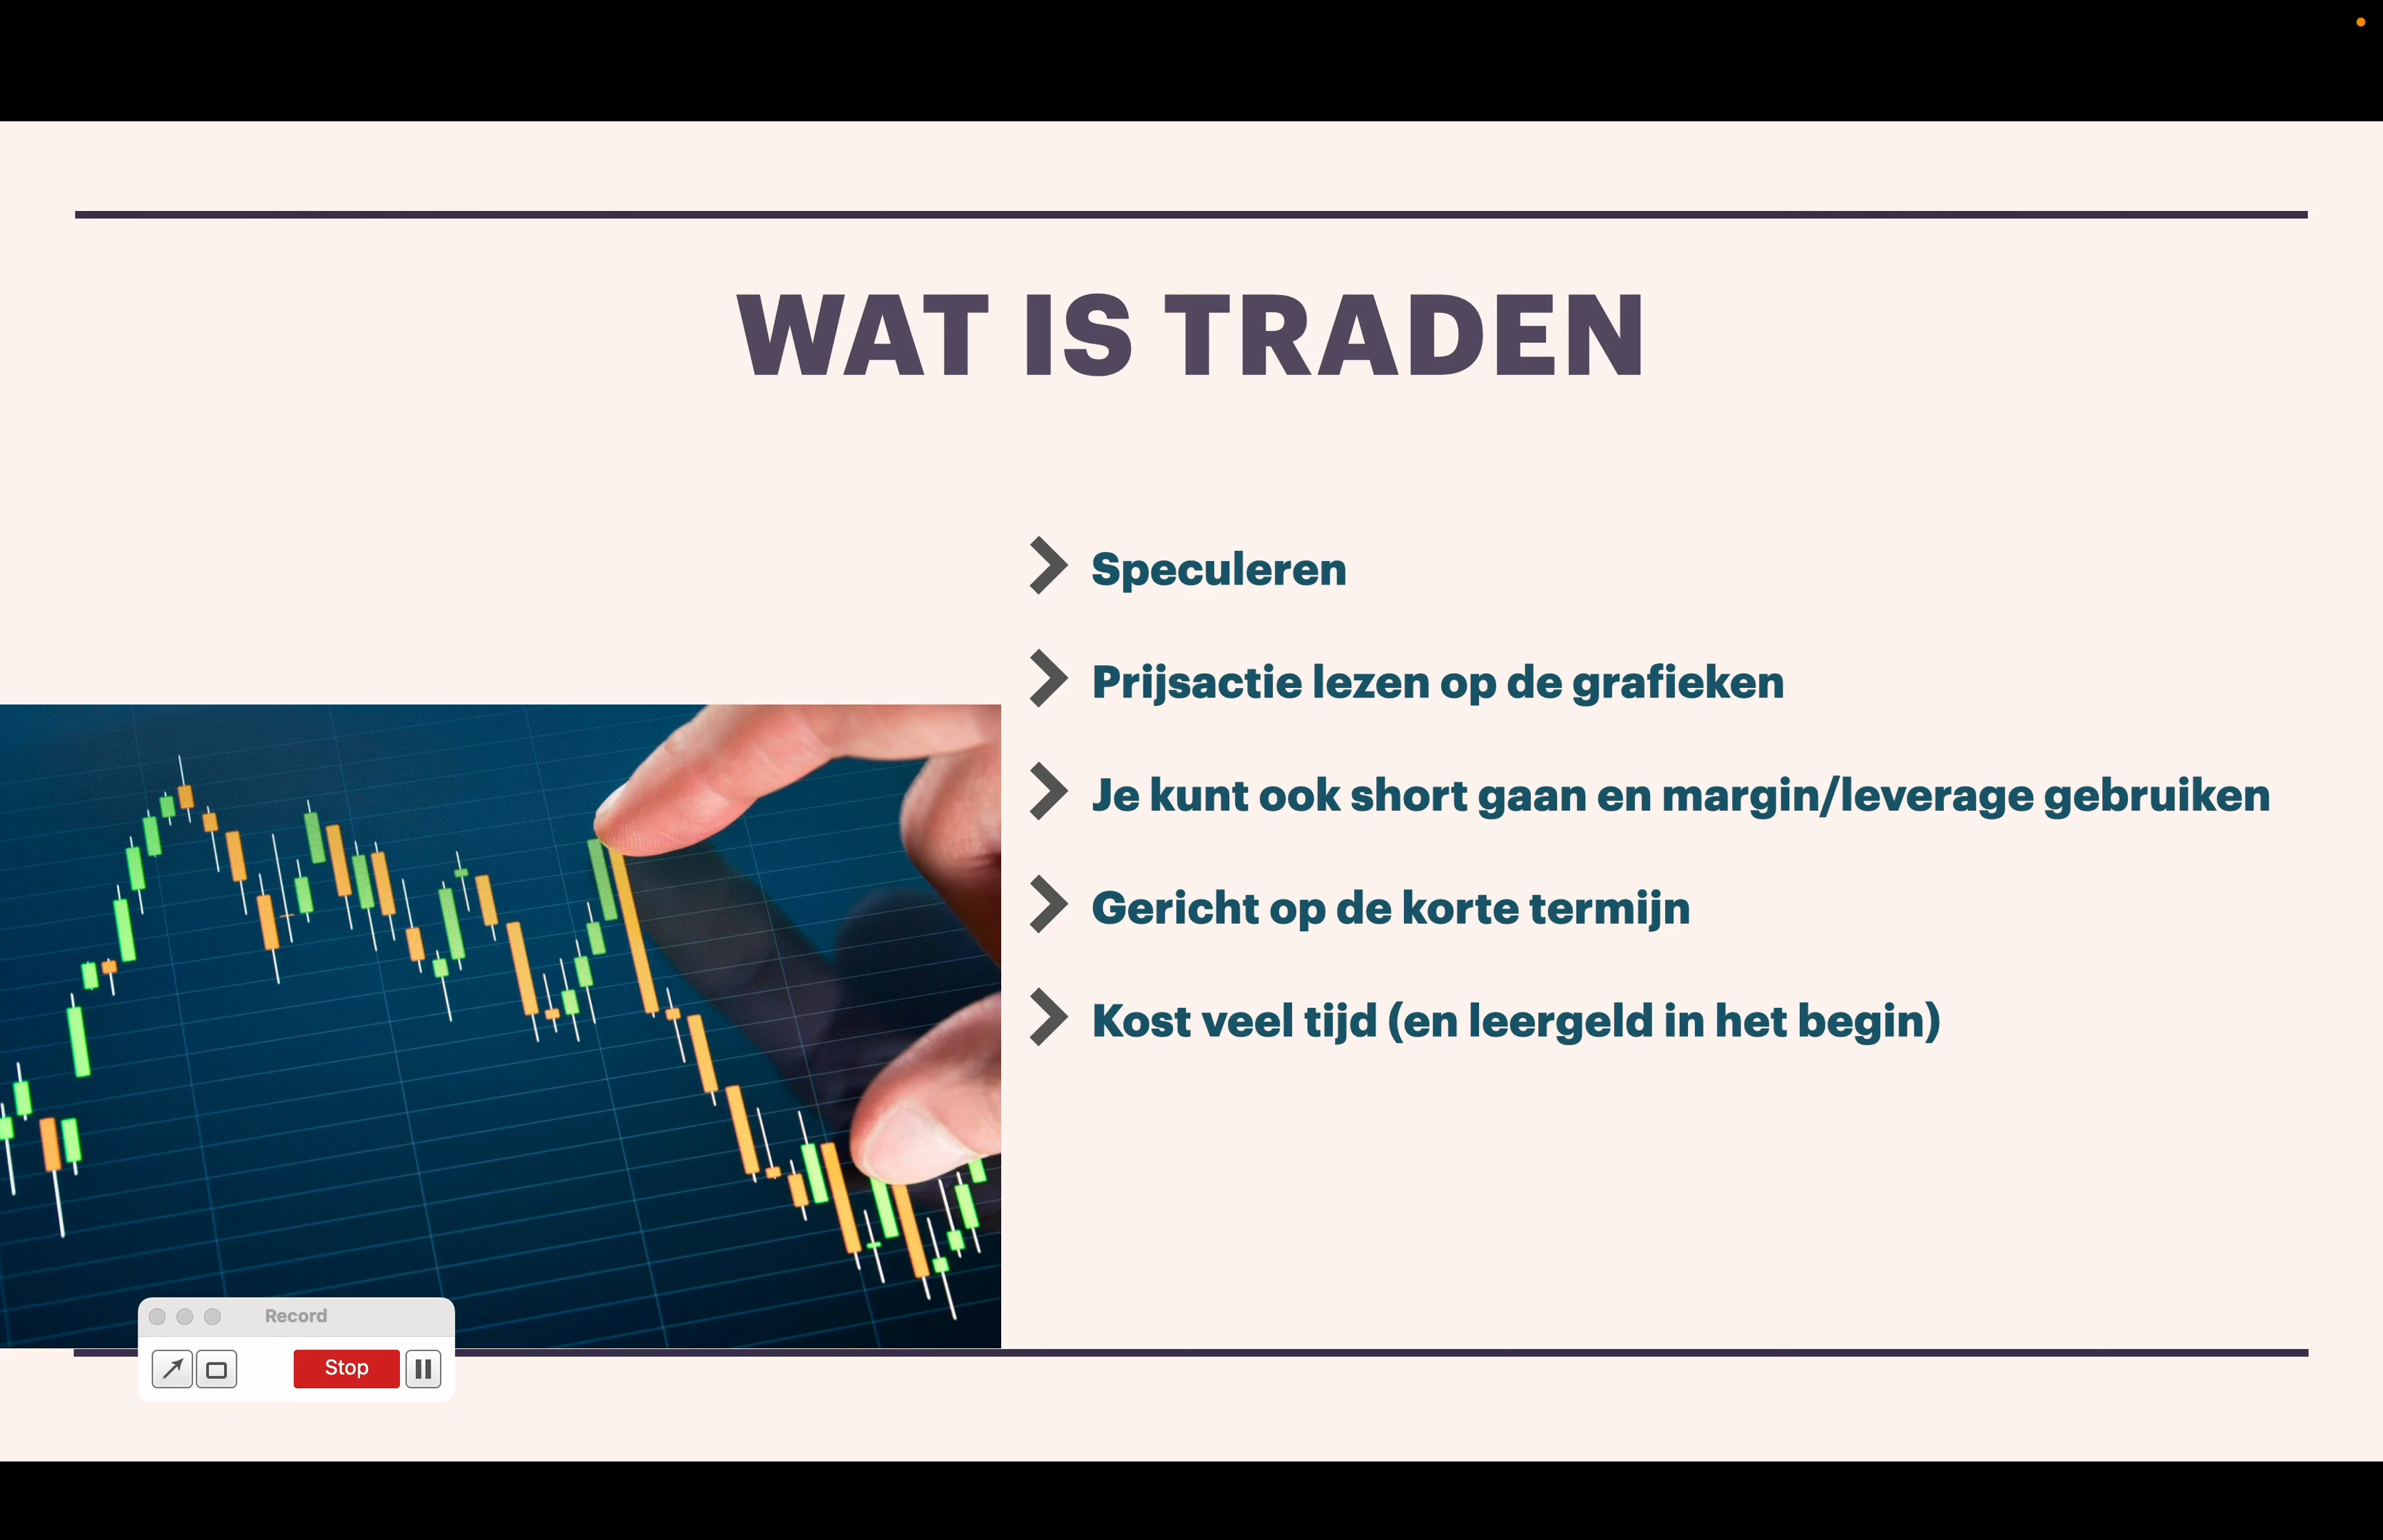 WAT IS TRADEN
Speculeren
Prijsactie lezen op de grafieken
Je kunt ook short gaan en margin/leverage gebruiken
Gericht op de korte termijn
Kost veel tijd (en leergeld in het begin)
Record
Stop